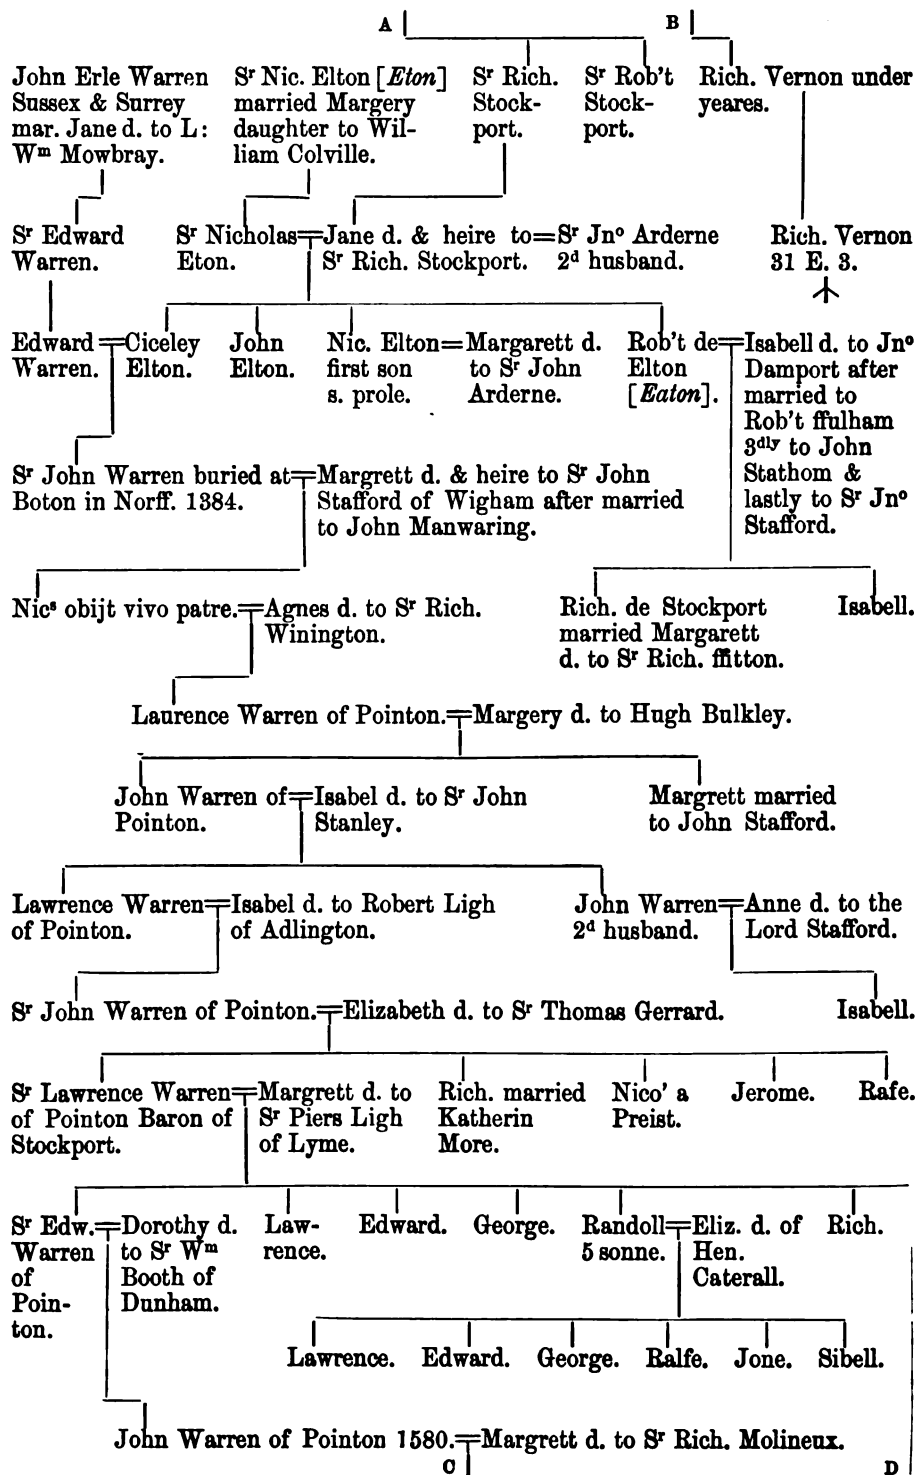 A B
John Erle Warren
Sussex & Surrey
mar. Jane d. to L:
Wm Mowbray.
Sr Nic. Elton [Eton]
married Margery
daughter to Wil-
liam Colville.
Sr Rich.
Stock-
port.
Sr Rob't
Stock-
port.
Rich. Vernon under
yeares.
Sr Edward
Warren.
Sr Nicholas
Eton.
Jane d. & heire to
Sr Rich. Stockport.
Sr Jno Arderne
2d husband.
Rich. Vernon
31 E. 3.
Edward
Warren.
Ciceley
Elton.
John
Elton.
Nic. Elton
first son
s. prole.
Margarett d.
to Sr John
Arderne.
Rob't de
Elton
[Eaton].
Isabell d. to Jno
Damport after
married to
Rob't ffulham
3dly to John
Stathom &
lastly to Sr Jno
Stafford.
Sr John Warren buried at
Boton in Norff. 1384.
Margrett d. & heire to Sr John
Stafford of Wigham after married
to John Manwaring.
Nics obijt vivo patre.
Agnes d. to Sr Rich.
Winington.
Rich. de Stockport
married Margarett
d. to Sr Rich. ffitton.
Isabell.
Laurence Warren of Pointon.
Margery d. to Hugh Bulkley.
John Warren of
Pointon.
Isabel d. to Sr John
Stanley.
Margrett married
to John Stafford.
Lawrence Warren
of Pointon.
Isabel d. to Robert Ligh
of Adlington.
John Warren
2d husband.
Anne d. to the
Lord Stafford.
Sr John Warren of Pointon.
Elizabeth d. to Sr Thomas Gerrard.
Isabell.
Sr Lawrence Warren
of Pointon Baron of
Stockport.
Margrett d. to
Sr Piers Ligh
of Lyme.
Rich. married
Katherin
More.
Nico' a
Preist.
Jerome.
Rafe.
Sr Edw.
Warren
of
Poin-
ton.
Dorothy d.
to Sr Wm
Booth of
Dunham.
Law-
rence.
Edward.
George.
Randoll
5 sonne.
Eliz. d. of
Hen.
Caterall.
Rich.
Lawrence.
Edward.
George.
Ralfe.
Jone.
Sibell.
John Warren of Pointon 1580.
Margrett d. to Sr Rich. Molineux.
C D